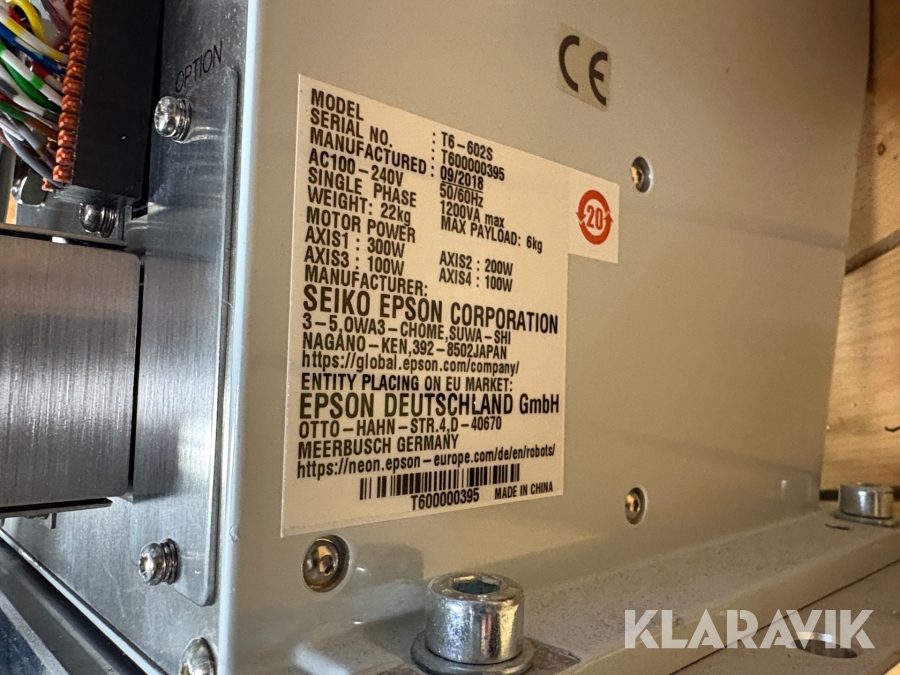 OPTION
CE
MODEL : T6-602S
SERIAL NO. : T600000395
MANUFACTURED : 09/2018
AC100-240V 50/60Hz
SINGLE PHASE 1200VA max
WEIGHT: 22kg MAX PAYLOAD: 6kg
MOTOR POWER
AXIS1 : 300W AXIS2 : 200W
AXIS3 : 100W AXIS4 : 100W
MANUFACTURER:
SEIKO EPSON CORPORATION
3-5,OWA3-CHOME,SUWA-SHI
NAGANO-KEN,392-8502JAPAN
https://global.epson.com/company/
ENTITY PLACING ON EU MARKET:
EPSON DEUTSCHLAND GmbH
OTTO-HAHN-STR.4,D-40670
MEERBUSCH GERMANY
https://neon.epson-europe.com/de/en/robots/
T600000395 MADE IN CHINA
20
KLARAVIK